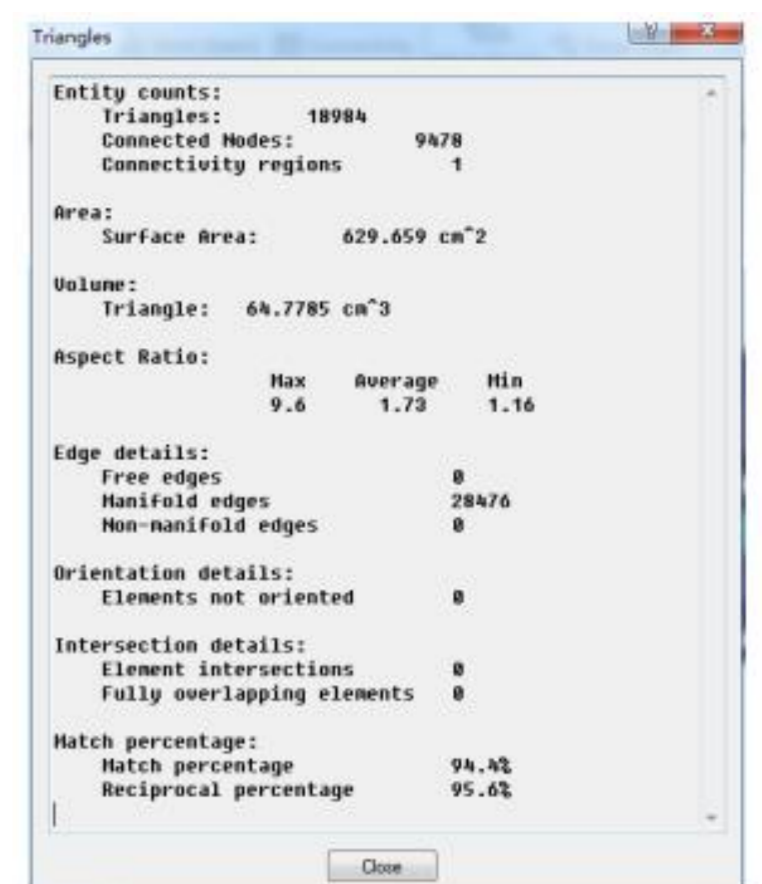 Triangles
Entity counts:
Triangles: 18984
Connected Nodes: 9478
Connectivity regions 1
Area:
Surface Area: 629.659 cm^2
Volume:
Triangle: 64.7785 cm^3
Aspect Ratio:
Max Average Min
9.6 1.73 1.16
Edge details:
Free edges 0
Manifold edges 28476
Non-manifold edges 0
Orientation details:
Elements not oriented 0
Intersection details:
Element intersections 0
Fully overlapping elements 0
Match percentage:
Match percentage 94.4%
Reciprocal percentage 95.6%
Close